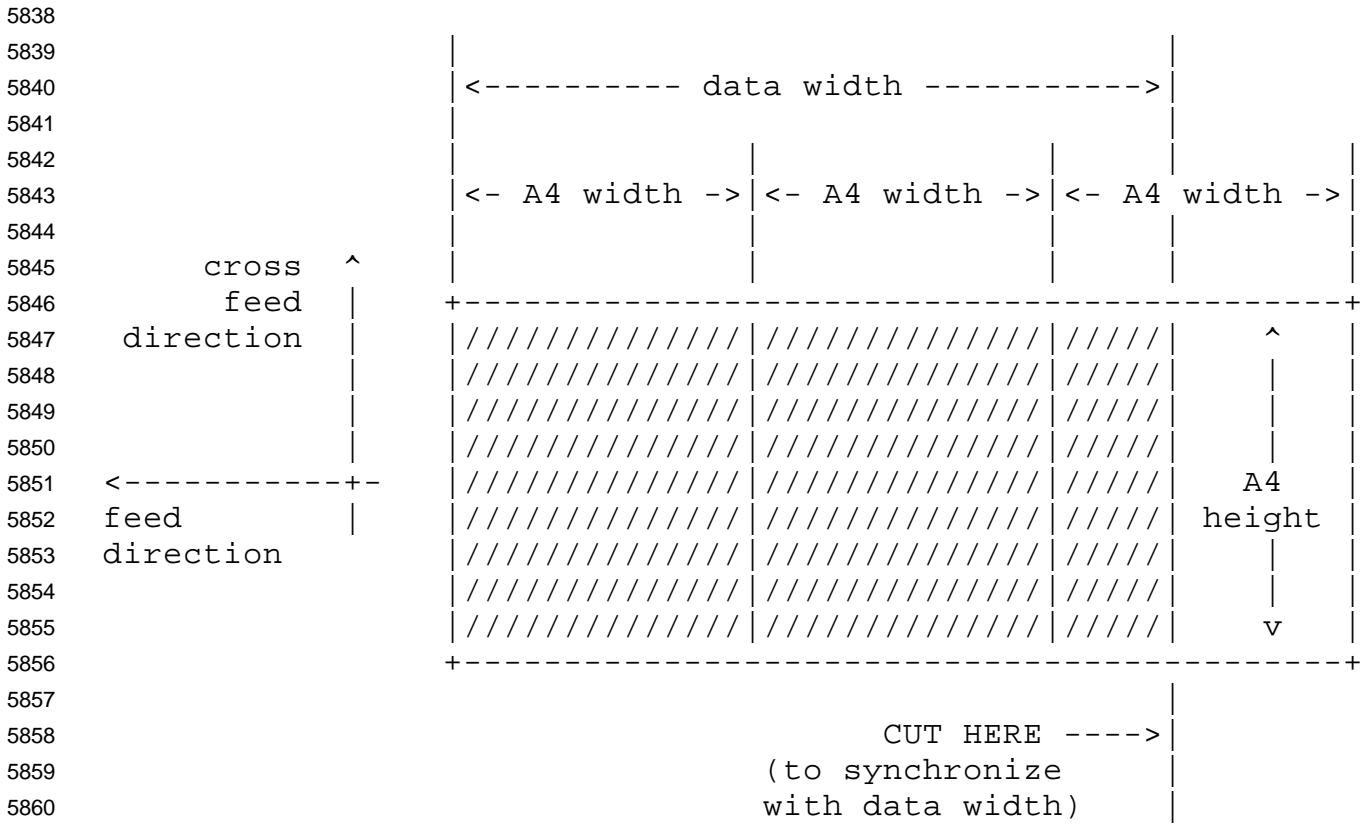 5838
5839 | |
5840 |<---------- data width ----------->|
5841 | |
5842 | | | | |
5843 |<- A4 width ->|<- A4 width ->|<- A4 width ->|
5844 | | | | |
5845 cross ^ | | | | |
5846 feed | +--------------------------------------------+
5847 direction | |//////////////|//////////////|/////| ^ |
5848 | |//////////////|//////////////|/////| | |
5849 | |//////////////|//////////////|/////| | |
5850 | |//////////////|//////////////|/////| | |
5851 <-----------+- |//////////////|//////////////|/////| A4 |
5852 feed | |//////////////|//////////////|/////| height |
5853 direction |//////////////|//////////////|/////| | |
5854 |//////////////|//////////////|/////| | |
5855 |//////////////|//////////////|/////| v |
5856 +--------------------------------------------+
5857 |
5858 CUT HERE ---->|
5859 (to synchronize |
5860 with data width) |